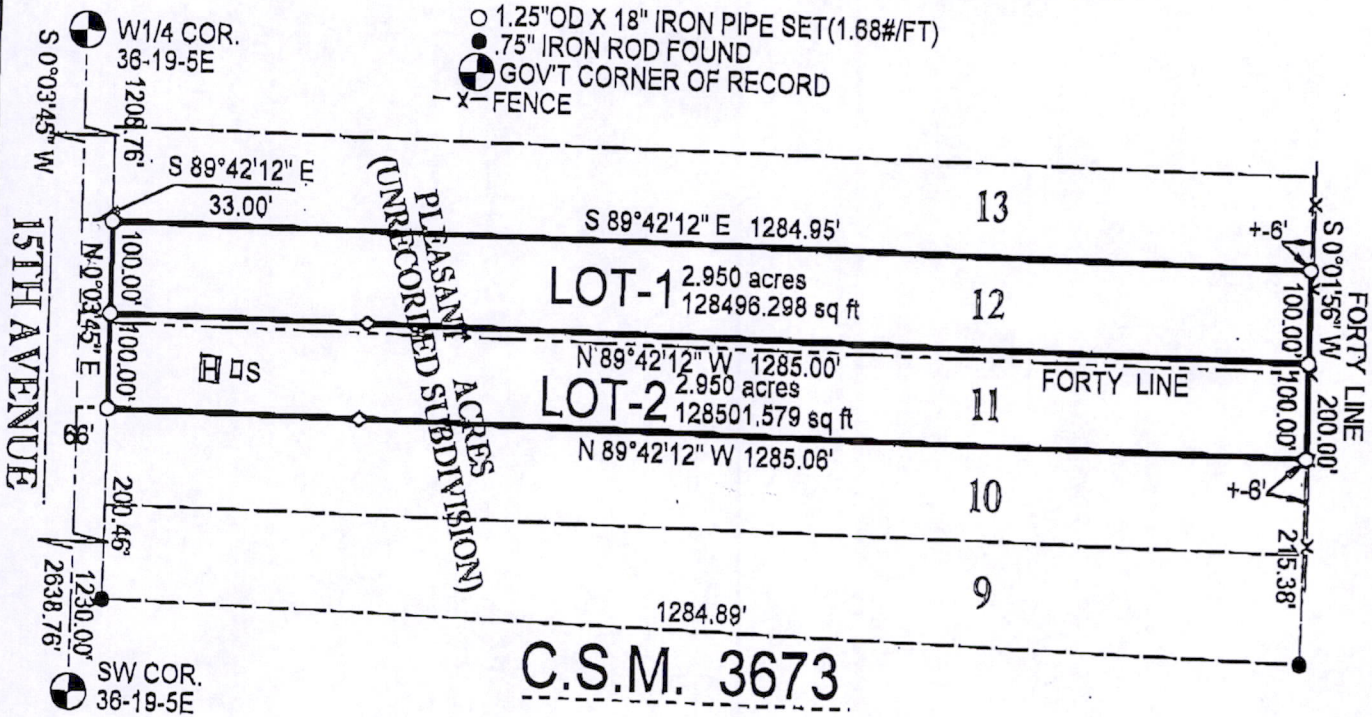 1.25"OD X 18" IRON PIPE SET(1.68#/FT)
.75" IRON ROD FOUND
GOV'T CORNER OF RECORD
-X- FENCE
W1/4 COR.
36-19-5E
S 0°03'45" W
1208.76'
S 89°42'12" E
33.00'
13
S 89°42'12" E 1284.95'
+-6'
S 0°01'56" W 200.00'
FORTY LINE
PLEASANT ACRES
(UNRECORDED SUBDIVISION)
LOT-1
2.950 acres
128496.298 sq ft
12
100.00'
100.00'
N 0°03'45" E
15TH AVENUE
N 89°42'12" W 1285.00'
FORTY LINE
LOT-2
2.950 acres
128501.579 sq ft
11
100.00'
100.00'
H
S
N 89°42'12" W 1285.06'
10
+-6'
200.46'
215.38'
9
1284.89'
1230.00'
2638.76'
C.S.M. 3673
SW COR.
36-19-5E